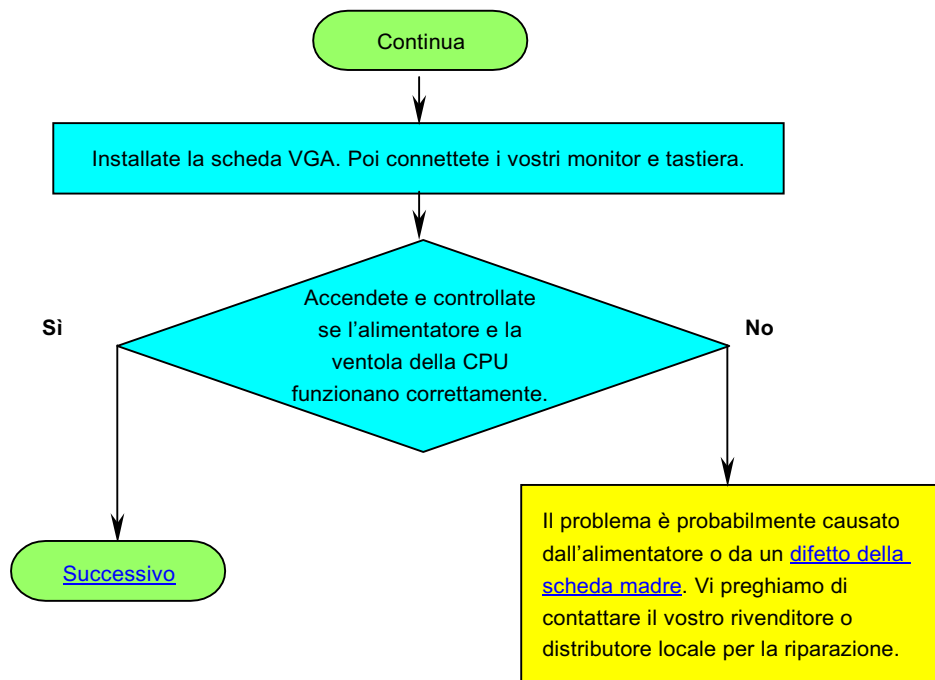 Continua
Installate la scheda VGA. Poi connettete i vostri monitor e tastiera.
Accendete e controllate
se l’alimentatore e la
ventola della CPU
funzionano correttamente.
Sì
No
Successivo
Il problema è probabilmente causato
dall’alimentatore o da un difetto della
scheda madre. Vi preghiamo di
contattare il vostro rivenditore o
distributore locale per la riparazione.